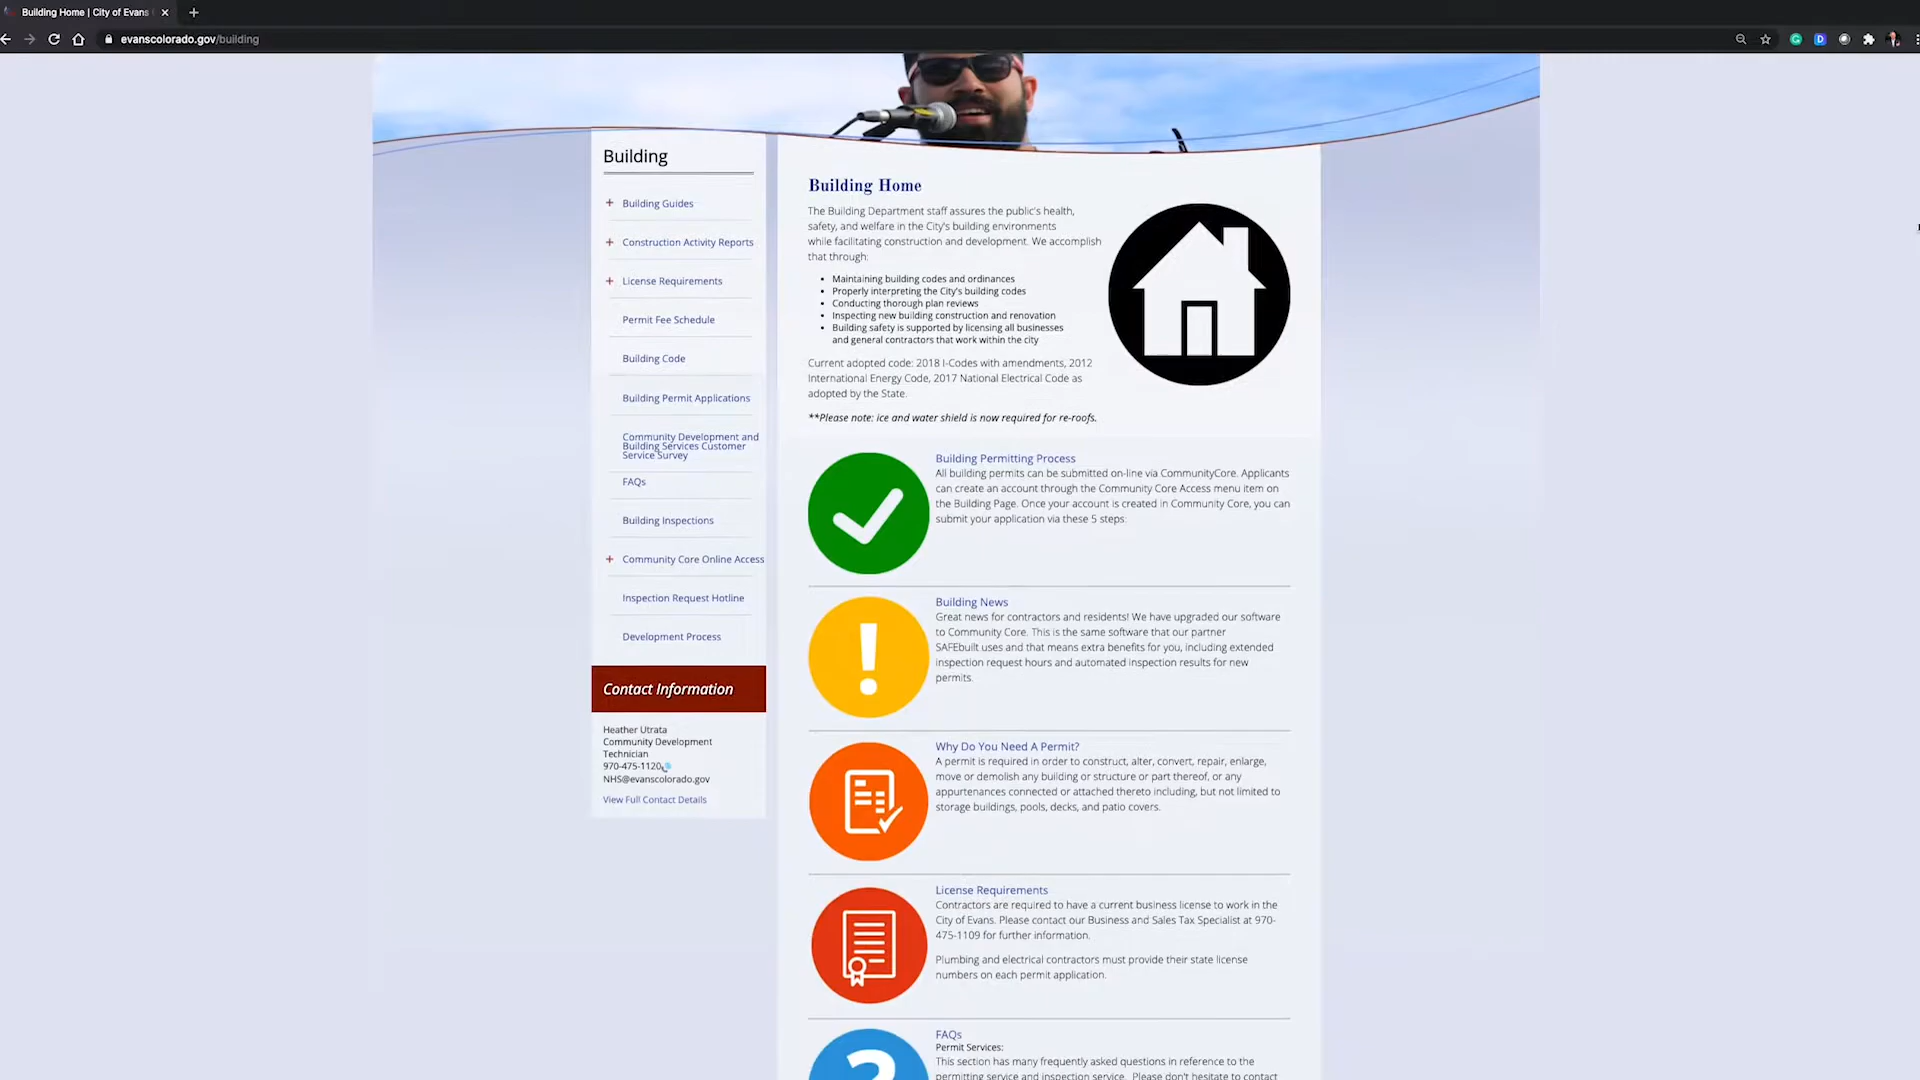 Building Home | City of Evans
evanscolorado.gov/building
Building
Building Guides
Construction Activity Reports
License Requirements
Permit Fee Schedule
Building Code
Building Permit Applications
Community Development and
Building Services Customer
Service Survey
FAQs
Building Inspections
Community Core Online Access
Inspection Request Hotline
Development Process
Contact Information
Heather Utrata
Community Development
Technician
970-475-1120
NHS@evanscolorado.gov
View Full Contact Details
Building Home
The Building Department staff assures the public's health,
safety, and welfare in the City's building environments
while facilitating construction and development. We accomplish
that through:
• Maintaining building codes and ordinances
• Properly interpreting the City's building codes
• Conducting thorough plan reviews
• Inspecting new building construction and renovation
• Building safety is supported by licensing all businesses
and general contractors that work within the city
Current adopted code: 2018 I-Codes with amendments, 2012
International Energy Code, 2017 National Electrical Code as
adopted by the State.
**Please note: ice and water shield is now required for re-roofs.
Building Permitting Process
All building permits can be submitted on-line via CommunityCore. Applicants
can create an account through the Community Core Access menu item on
the Building Page. Once your account is created in Community Core, you can
submit your application via these 5 steps:
Building News
Great news for contractors and residents! We have upgraded our software
to Community Core. This is the same software that our partner
SAFEbuilt uses and that means extra benefits for you, including extended
inspection request hours and automated inspection results for new
permits.
Why Do You Need A Permit?
A permit is required in order to construct, alter, convert, repair, enlarge,
move or demolish any building or structure or part thereof, or any
appurtenances connected or attached thereto including, but not limited to
storage buildings, pools, decks, and patio covers.
License Requirements
Contractors are required to have a current business license to work in the
City of Evans. Please contact our Business and Sales Tax Specialist at 970-
475-1109 for further information.
Plumbing and electrical contractors must provide their state license
numbers on each permit application.
FAQs
Permit Services:
This section has many frequently asked questions in reference to the
permitting service and inspection service. Please don't hesitate to contact